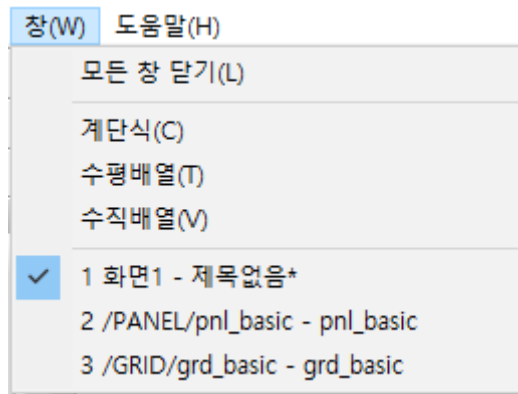 창(W) 도움말(H)
모든 창 닫기(L)
계단식(C)
수평배열(T)
수직배열(V)
1 화면1 - 제목없음*
2 /PANEL/pnl_basic - pnl_basic
3 /GRID/grd_basic - grd_basic